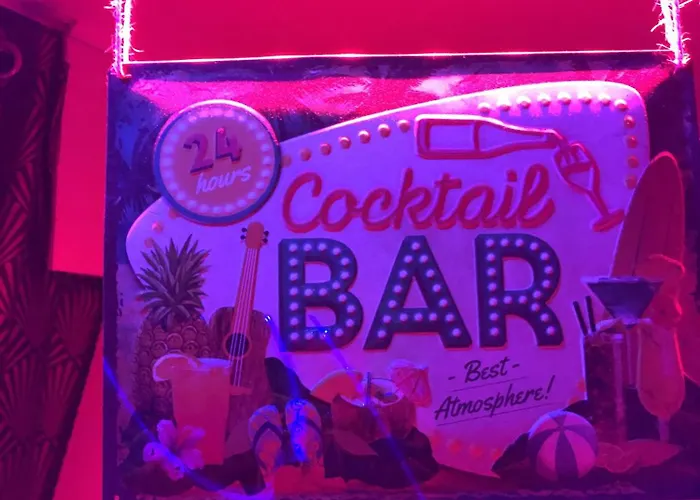 24
hours
Cocktail
BAR
- Best -
Atmosphere!